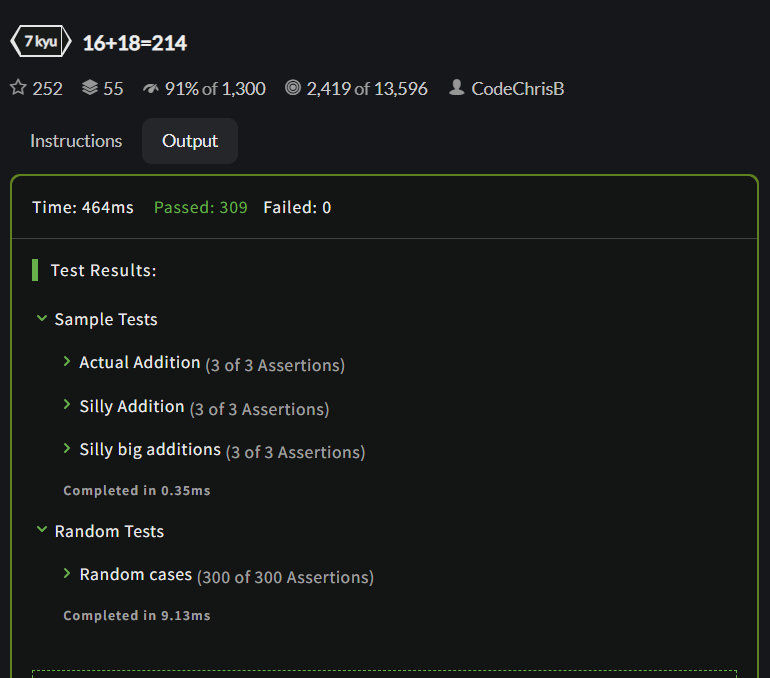 7 kyu 16+18=214
252 55 91% of 1,300 2,419 of 13,596 CodeChrisB
Instructions Output
Time: 464ms Passed: 309 Failed: 0
Test Results:
Sample Tests
Actual Addition (3 of 3 Assertions)
Silly Addition (3 of 3 Assertions)
Silly big additions (3 of 3 Assertions)
Completed in 0.35ms
Random Tests
Random cases (300 of 300 Assertions)
Completed in 9.13ms